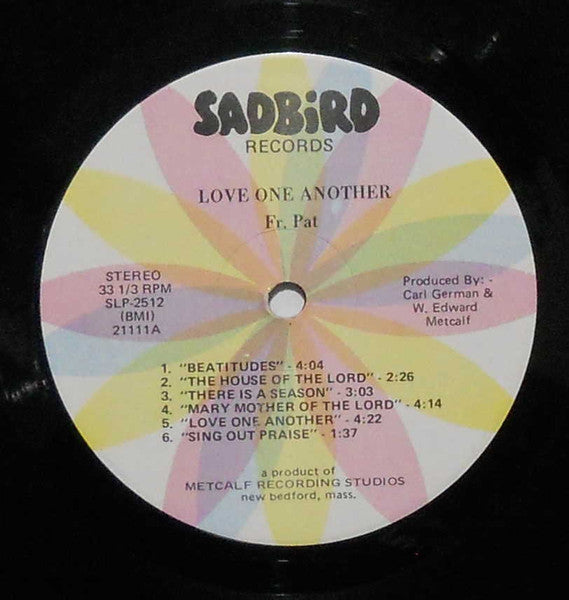 SADBiRD
RECORDS
LOVE ONE ANOTHER
Fr. Pat
STEREO
33 1/3 RPM
SLP-2512
(BMI)
21111A
Produced By: -
Carl German &
W. Edward
Metcalf
1. "BEATITUDES" - 4:04
2. "THE HOUSE OF THE LORD" - 2:26
3. "THERE IS A SEASON" - 3:03
4. "MARY MOTHER OF THE LORD" - 4:14
5. "LOVE ONE ANOTHER" - 4:22
6. "SING OUT PRAISE" - 1:37
a product of
METCALF RECORDING STUDIOS
new bedford, mass.